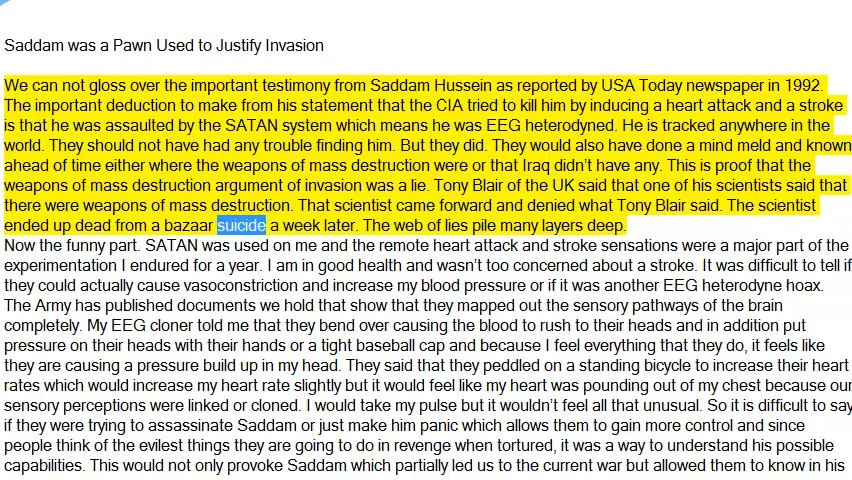 Saddam was a Pawn Used to Justify Invasion
We can not gloss over the important testimony from Saddam Hussein as reported by USA Today newspaper in 1992.
The important deduction to make from his statement that the CIA tried to kill him by inducing a heart attack and a stroke
is that he was assaulted by the SATAN system which means he was EEG heterodyned. He is tracked anywhere in the
world. They should not have had any trouble finding him. But they did. They would also have done a mind meld and known
ahead of time either where the weapons of mass destruction were or that Iraq didn't have any. This is proof that the
weapons of mass destruction argument of invasion was a lie. Tony Blair of the UK said that one of his scientists said that
there were weapons of mass destruction. That scientist came forward and denied what Tony Blair said. The scientist
ended up dead from a bazaar suicide a week later. The web of lies pile many layers deep.
Now the funny part. SATAN was used on me and the remote heart attack and stroke sensations were a major part of the
experimentation I endured for a year. I am in good health and wasn't too concerned about a stroke. It was difficult to tell if
they could actually cause vasoconstriction and increase my blood pressure or if it was another EEG heterodyne hoax.
The Army has published documents we hold that show that they mapped out the sensory pathways of the brain
completely. My EEG cloner told me that they bend over causing the blood to rush to their heads and in addition put
pressure on their heads with their hands or a tight baseball cap and because I feel everything that they do, it feels like
they are causing a pressure build up in my head. They said that they peddled on a standing bicycle to increase their heart
rates which would increase my heart rate slightly but it would feel like my heart was pounding out of my chest because our
sensory perceptions were linked or cloned. I would take my pulse but it wouldn't feel all that unusual. So it is difficult to say
if they were trying to assassinate Saddam or just make him panic which allows them to gain more control and since
people think of the evilest things they are going to do in revenge when tortured, it was a way to understand his possible
capabilities. This would not only provoke Saddam which partially led us to the current war but allowed them to know in his